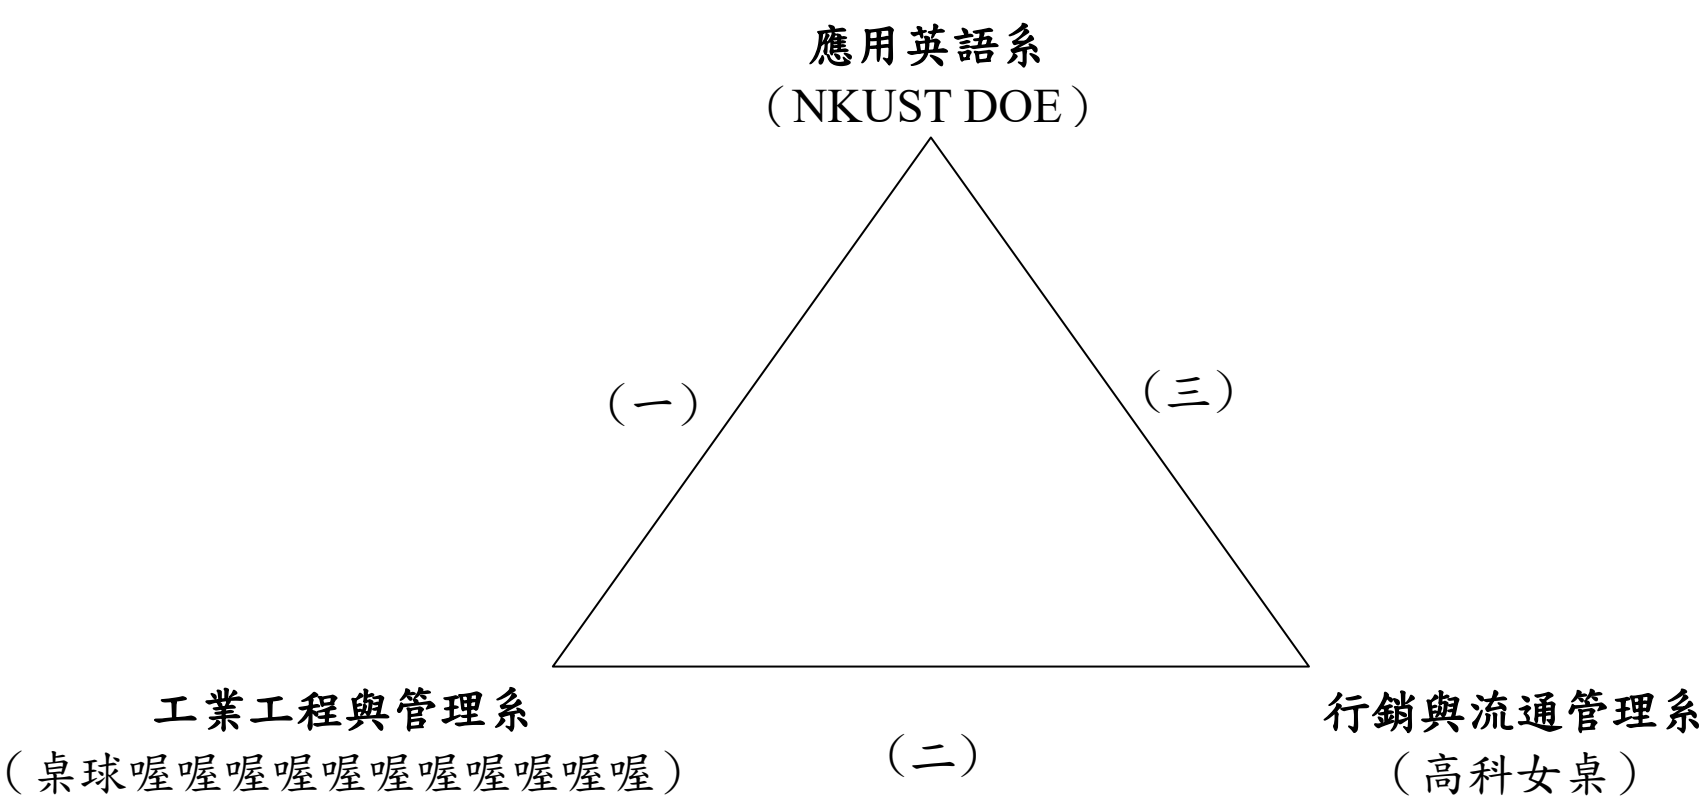 應用英語系
（NKUST DOE）
（一）
（三）
工業工程與管理系
（桌球喔喔喔喔喔喔喔喔喔喔喔）
（二）
行銷與流通管理系
（高科女桌）